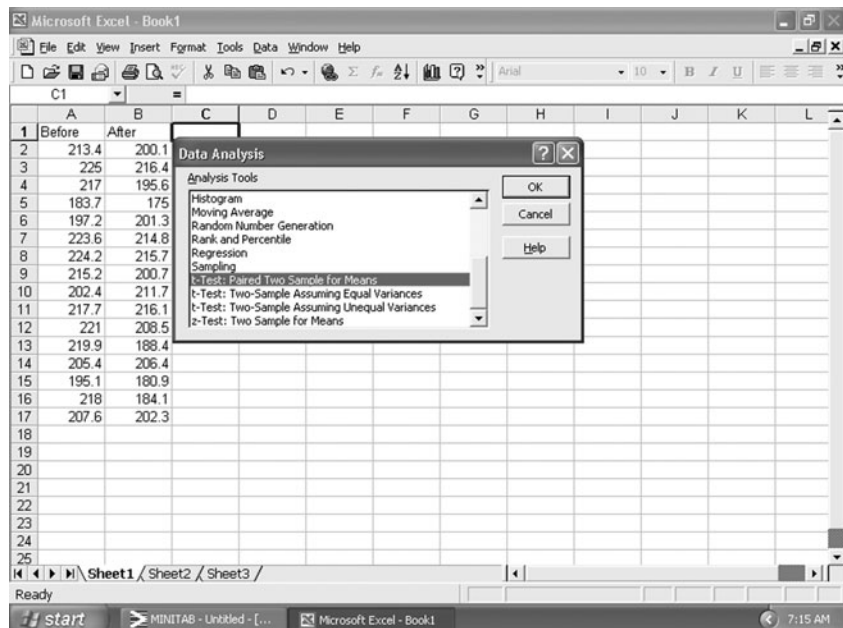 Microsoft Excel - Book1
File Edit View Insert Format Tools Data Window Help
Arial 10 B I U
C1 =
A B C D E F G H I J K L
1 Before After
2 213.4 200.1
3 225 216.4
4 217 195.6
5 183.7 175
6 197.2 201.3
7 223.6 214.8
8 224.2 215.7
9 215.2 200.7
10 202.4 211.7
11 217.7 216.1
12 221 208.5
13 219.9 188.4
14 205.4 206.4
15 195.1 180.9
16 218 184.1
17 207.6 202.3
18
19
20
21
22
23
24
25
Data Analysis
Analysis Tools
Histogram
Moving Average
Random Number Generation
Rank and Percentile
Regression
Sampling
t-Test: Paired Two Sample for Means
t-Test: Two-Sample Assuming Equal Variances
t-Test: Two-Sample Assuming Unequal Variances
z-Test: Two Sample for Means
OK
Cancel
Help
Sheet1 Sheet2 Sheet3
Ready
start MINITAB - Untitled - [... Microsoft Excel - Book1 7:15 AM